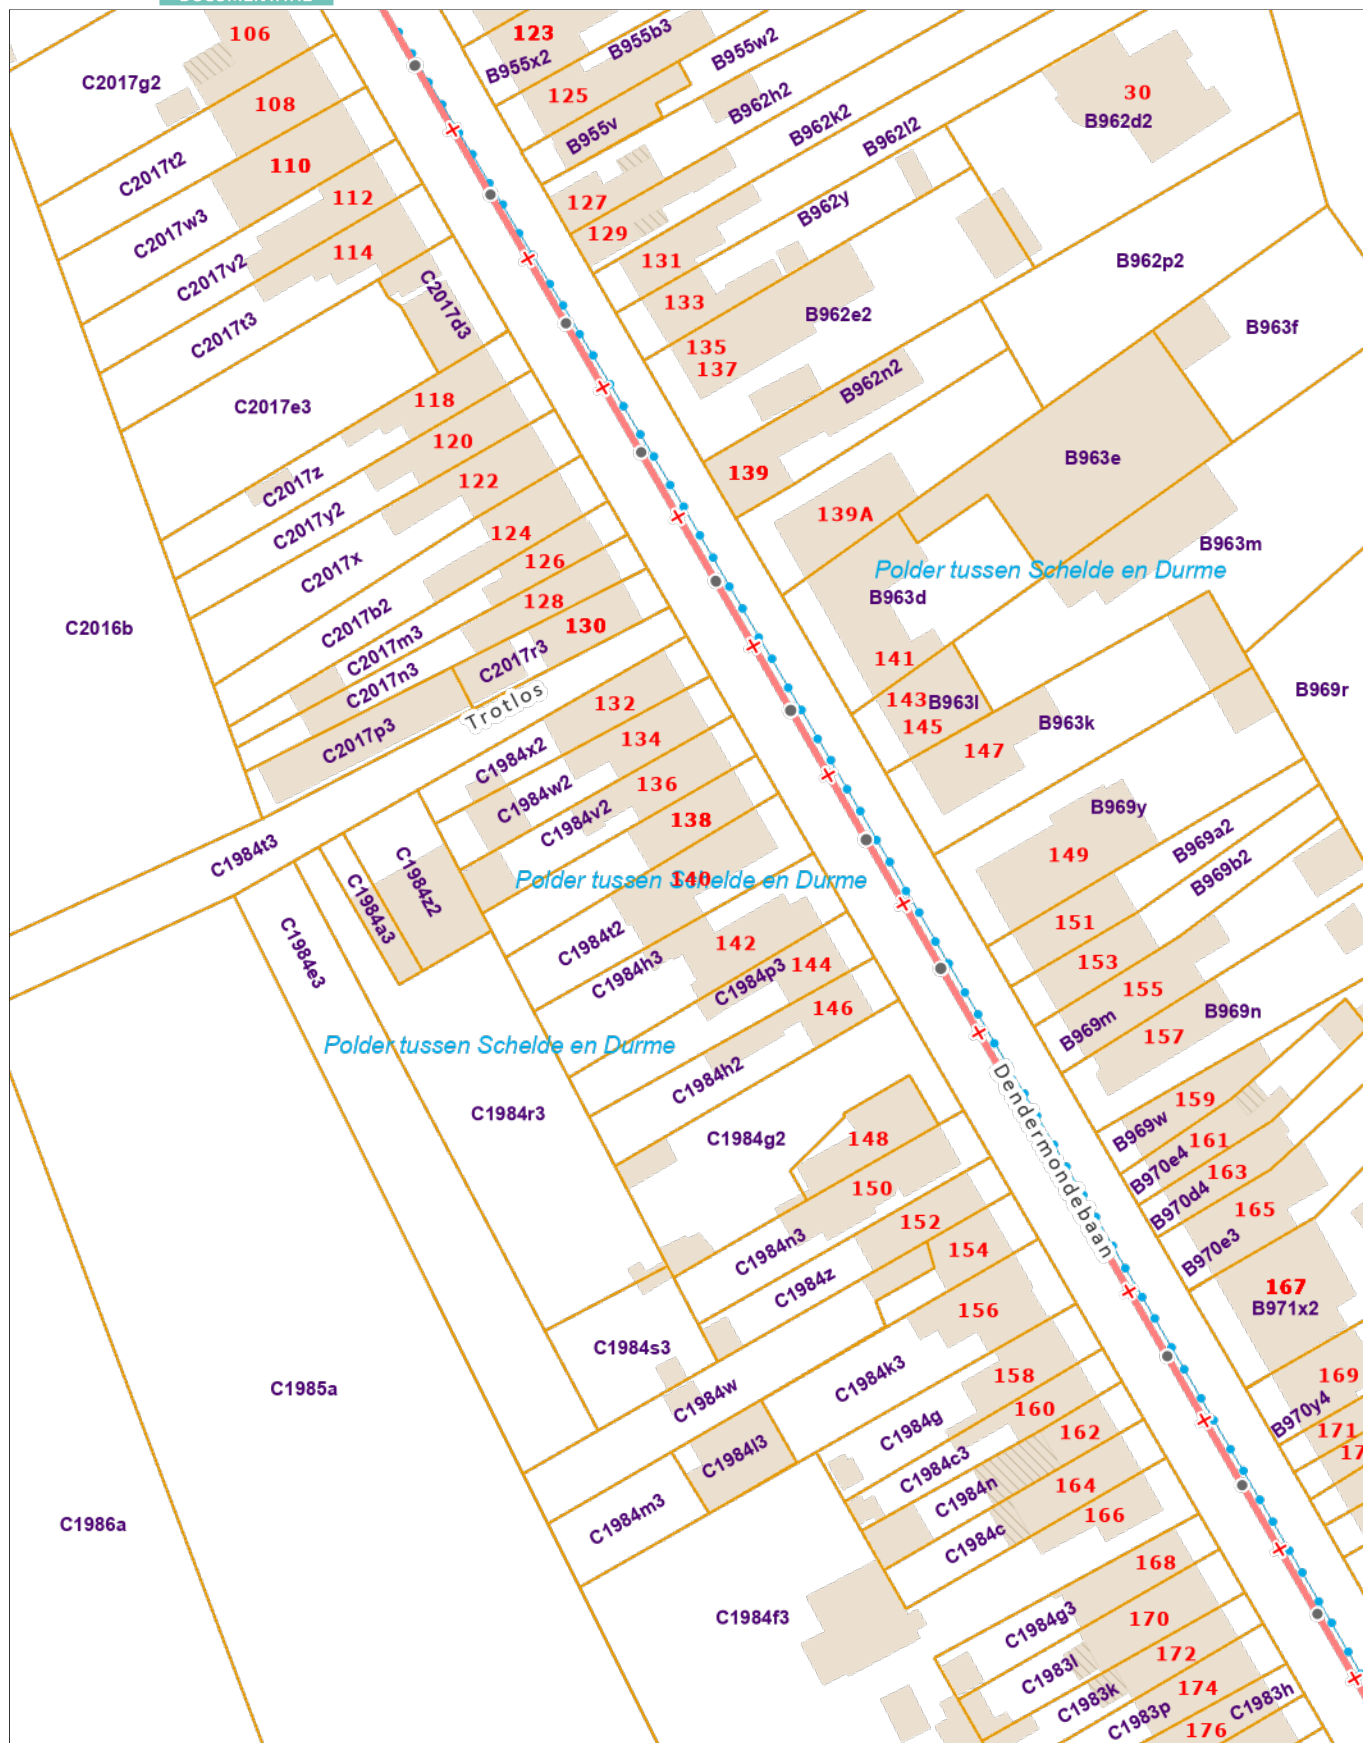 106
123
B955b3
B955x2
B955w2
C2017g2
108
125
B962h2
30
B955v
B962k2
B962d2
B962l2
C2017t2
110
112
127
C2017w3
B962y
129
114
C2017v2
131
B962p2
C2017d3
133
B962e2
C2017t3
B963f
135
137
B962n2
C2017e3
118
120
139
B963e
C2017z
122
139A
C2017y2
124
B963m
C2017x
126
Polder tussen Schelde en Durme
C2017b2
128
B963d
C2016b
130
C2017m3
C2017r3
141
C2017n3
B969r
Trotlos
132
143
B963l
C2017p3
145
B963k
134
147
C1984x2
136
C1984w2
B969y
C1984v2
138
B969a2
C1984t3
149
B969b2
C1984z2
140
Polder tussen Schelde en Durme
C1984a3
151
C1984t2
142
C1984e3
144
153
C1984h3
C1984p3
155
146
B969n
B969m
157
Polder tussen Schelde en Durme
C1984h2
Dendermondebaan
159
C1984r3
B969w
C1984g2
148
161
B970e4
163
150
B970d4
165
152
C1984n3
154
B970e3
C1984z
167
B971x2
156
C1984s3
158
169
C1985a
C1984k3
C1984w
160
B970y4
C1984g
162
171
C1984l3
17
C1984c3
164
C1984n
C1984m3
166
C1986a
C1984c
168
C1984f3
170
C1984g3
172
C1983l
174
C1983k
C1983h
C1983p
176